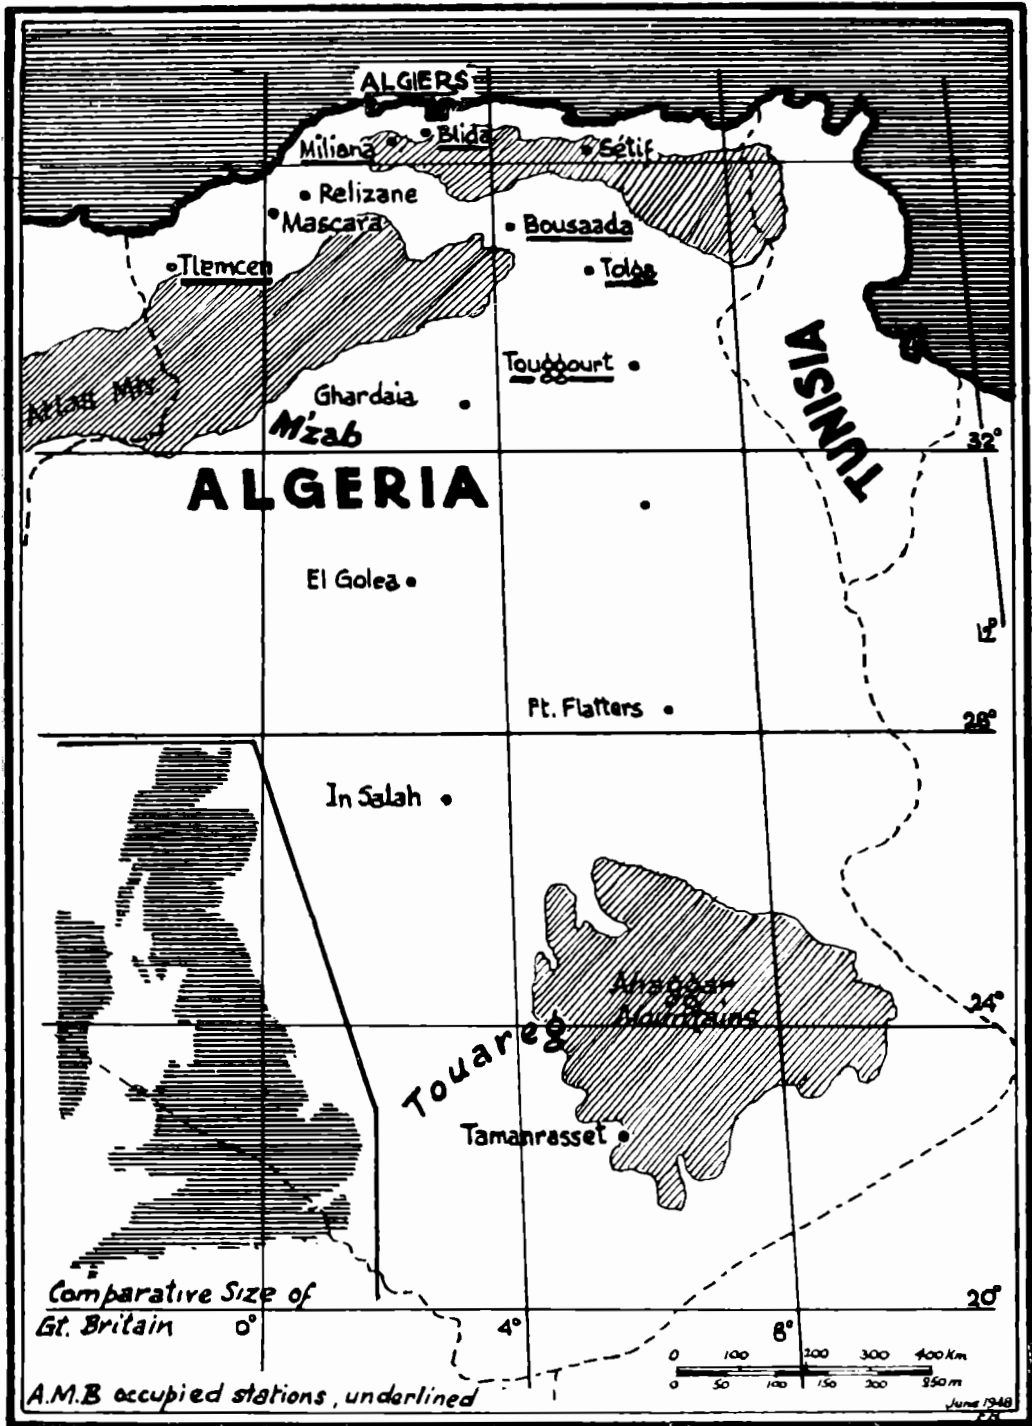 ALGIERS
Blida
Miliana
Sétif
Relizane
Mascara
Bousaada
Tlemcen
Tolga
TUNISIA
Touggourt
Atlas Mts.
Ghardaia
M'zab
32°
ALGERIA
El Golea
12°
Ft. Flatters
28°
In Salah
Ahaggar
Mountains
24°
Touareg
Tamanrasset
Comparative Size of
Gt. Britain
20°
0° 4° 8°
0 100 200 300 400 Km
0 50 100 150 200 250 m
A.M.B occupied stations, underlined
June 1948